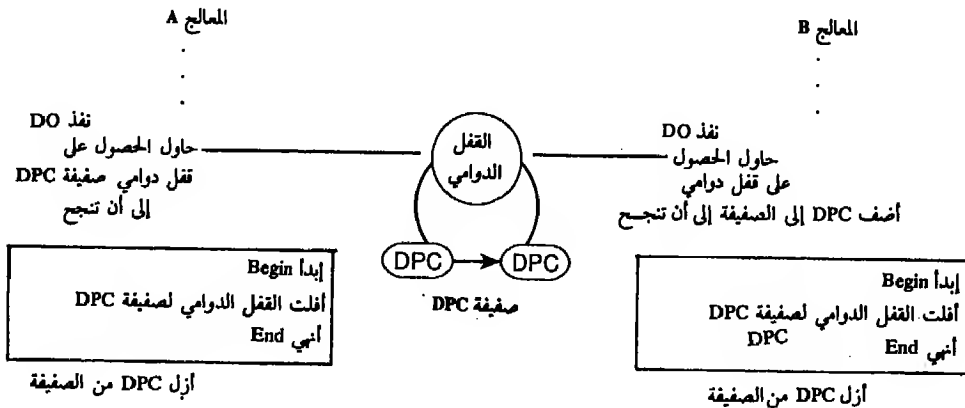 المعالج A
نفذ DO
حاول الحصول على
قفل دوامي صفيفة DPC
إلى أن تنجح
إبدأ Begin
أفلت القفل الدوامي لصفيفة DPC
أنهي End
أزل DPC من الصفيفة
القفل
الدوامي
DPC
DPC
صفيفة DPC
المعالج B
نفذ DO
حاول الحصول
على قفل دوامي
أضف DPC إلى الصفيفة إلى أن تنجح
إبدأ Begin
أفلت القفل الدوامي لصفيفة DPC
DPC
أنهي End
أزل DPC من الصفيفة